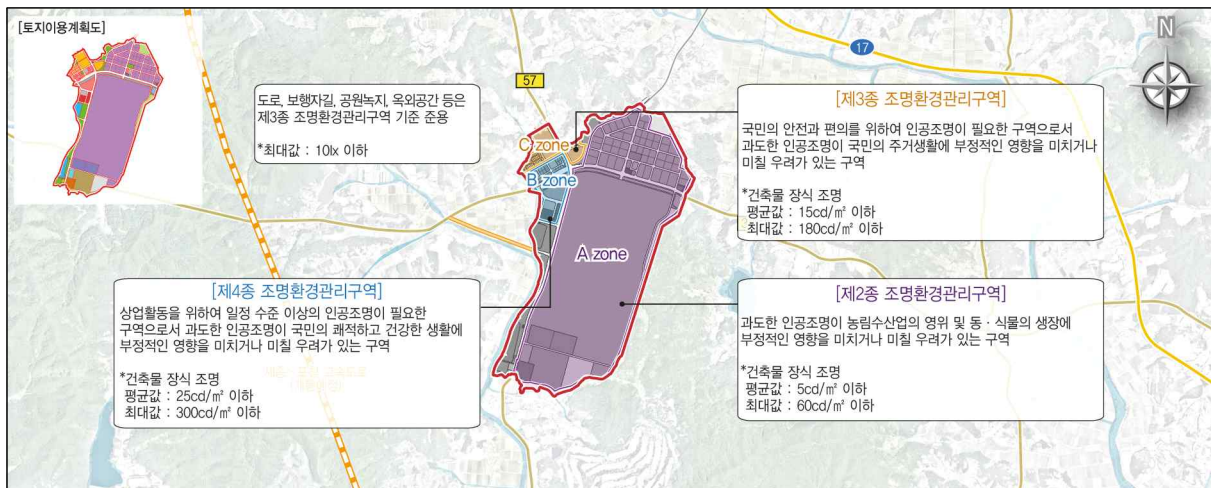 [토지이용계획도]
도로, 보행자길, 공원녹지, 옥외공간 등은
제3종 조명환경관리구역 기준 준용
*최대값 : 10lx 이하
57
17
N
C zone
B zone
A zone
[제3종 조명환경관리구역]
국민의 안전과 편의를 위하여 인공조명이 필요한 구역으로서
과도한 인공조명이 국민의 주거생활에 부정적인 영향을 미치거나
미칠 우려가 있는 구역
*건축물 장식 조명
평균값 : 15cd/㎡ 이하
최대값 : 180cd/㎡ 이하
[제4종 조명환경관리구역]
상업활동을 위하여 일정 수준 이상의 인공조명이 필요한
구역으로서 과도한 인공조명이 국민의 쾌적하고 건강한 생활에
부정적인 영향을 미치거나 미칠 우려가 있는 구역
*건축물 장식 조명
평균값 : 25cd/㎡ 이하
최대값 : 300cd/㎡ 이하
[제2종 조명환경관리구역]
과도한 인공조명이 농림수산업의 영위 및 동 · 식물의 생장에
부정적인 영향을 미치거나 미칠 우려가 있는 구역
*건축물 장식 조명
평균값 : 5cd/㎡ 이하
최대값 : 60cd/㎡ 이하